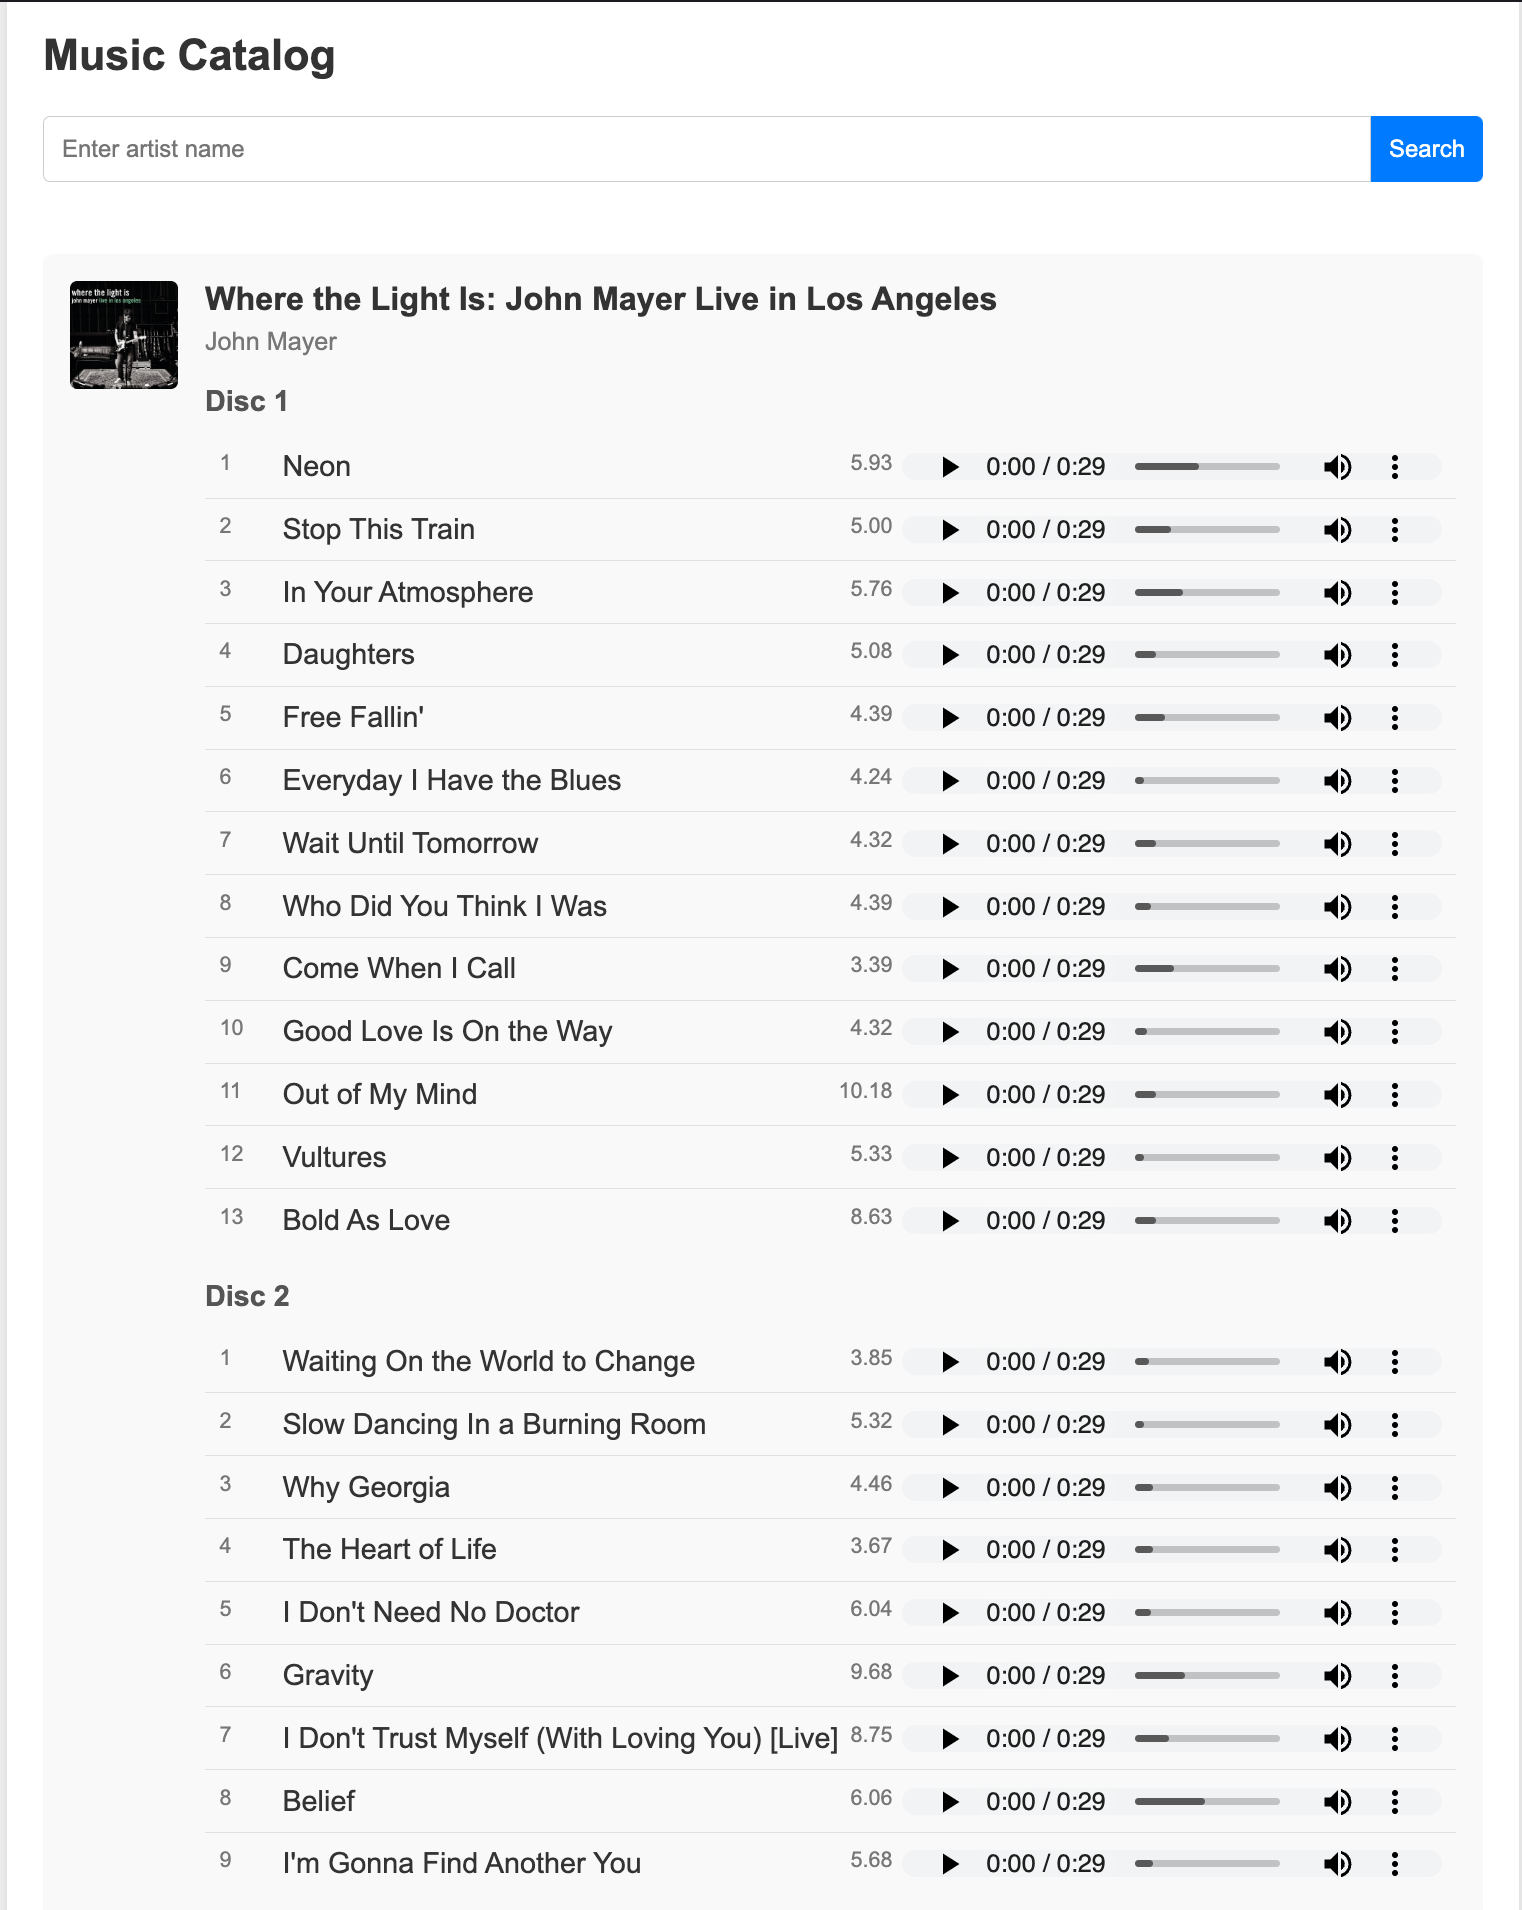 Music Catalog
Enter artist name
Search
where the light is
john mayer live in los angeles
Where the Light Is: John Mayer Live in Los Angeles
John Mayer
Disc 1
1 Neon 5.93 0:00 / 0:29
2 Stop This Train 5.00 0:00 / 0:29
3 In Your Atmosphere 5.76 0:00 / 0:29
4 Daughters 5.08 0:00 / 0:29
5 Free Fallin' 4.39 0:00 / 0:29
6 Everyday I Have the Blues 4.24 0:00 / 0:29
7 Wait Until Tomorrow 4.32 0:00 / 0:29
8 Who Did You Think I Was 4.39 0:00 / 0:29
9 Come When I Call 3.39 0:00 / 0:29
10 Good Love Is On the Way 4.32 0:00 / 0:29
11 Out of My Mind 10.18 0:00 / 0:29
12 Vultures 5.33 0:00 / 0:29
13 Bold As Love 8.63 0:00 / 0:29
Disc 2
1 Waiting On the World to Change 3.85 0:00 / 0:29
2 Slow Dancing In a Burning Room 5.32 0:00 / 0:29
3 Why Georgia 4.46 0:00 / 0:29
4 The Heart of Life 3.67 0:00 / 0:29
5 I Don't Need No Doctor 6.04 0:00 / 0:29
6 Gravity 9.68 0:00 / 0:29
7 I Don't Trust Myself (With Loving You) [Live] 8.75 0:00 / 0:29
8 Belief 6.06 0:00 / 0:29
9 I'm Gonna Find Another You 5.68 0:00 / 0:29